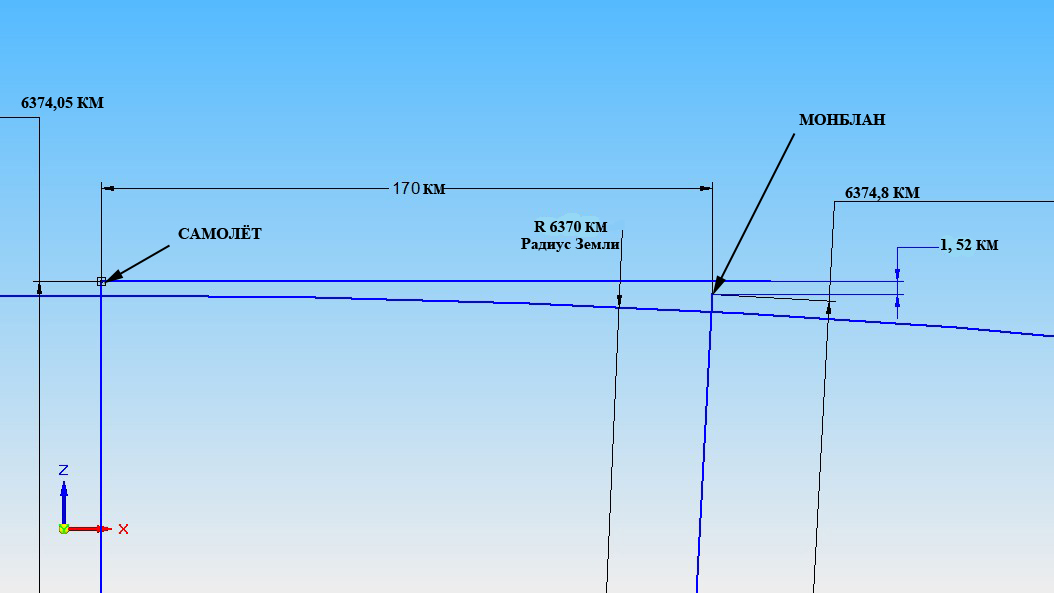 6374,05 КМ
МОНБЛАН
170 КМ
6374,8 КМ
R 6370 КМ
Радиус Земли
САМОЛЁТ
1, 52 КМ
Z
X